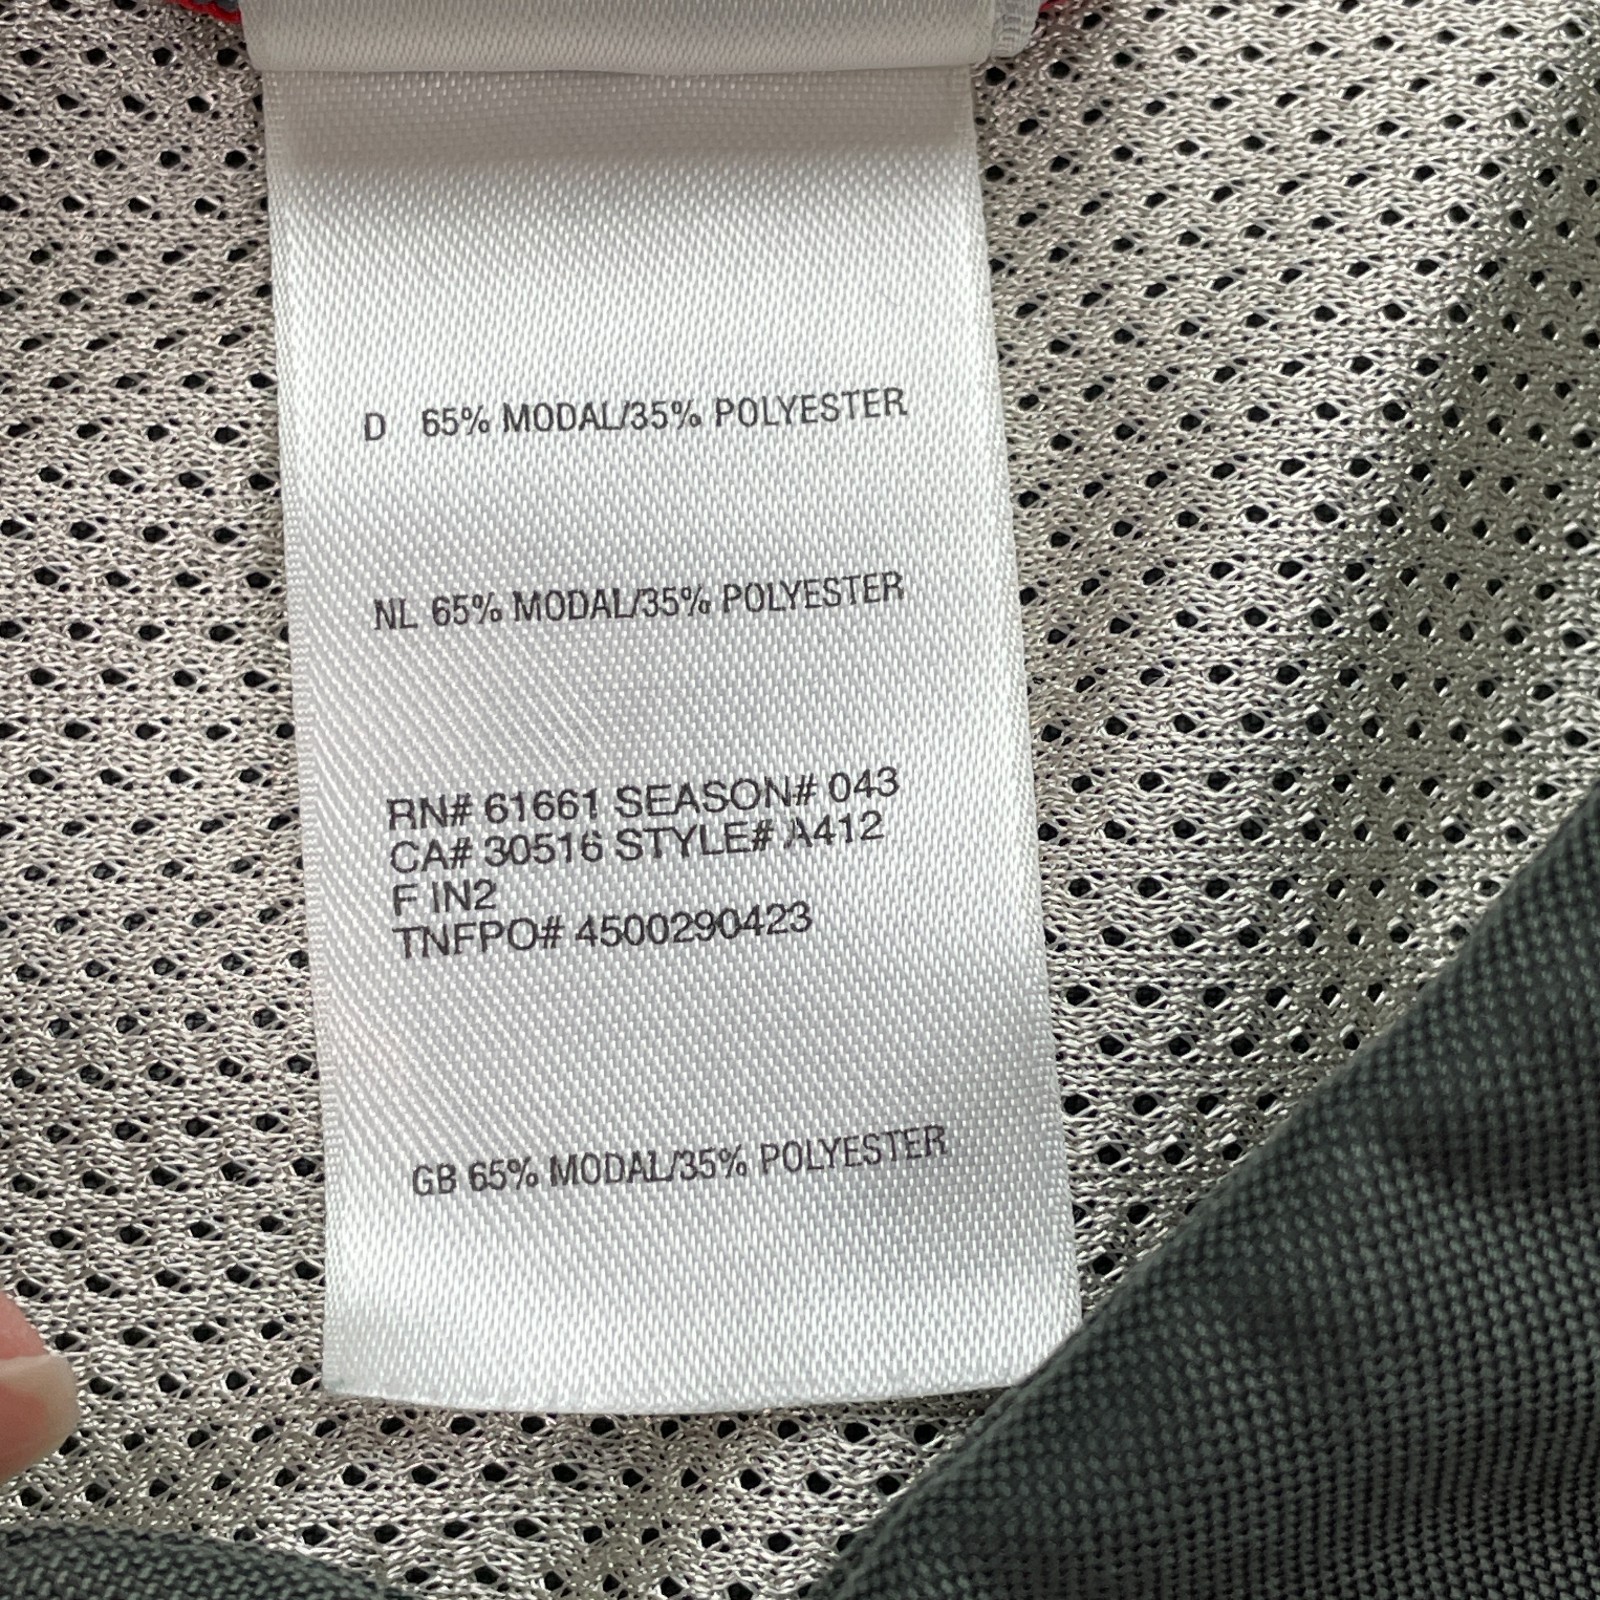 D 65% MODAL/35% POLYESTER
NL 65% MODAL/35% POLYESTER
RN# 61661 SEASON# 043
CA# 30516 STYLE# A412
F IN2
TNFPO# 4500290423
GB 65% MODAL/35% POLYESTER